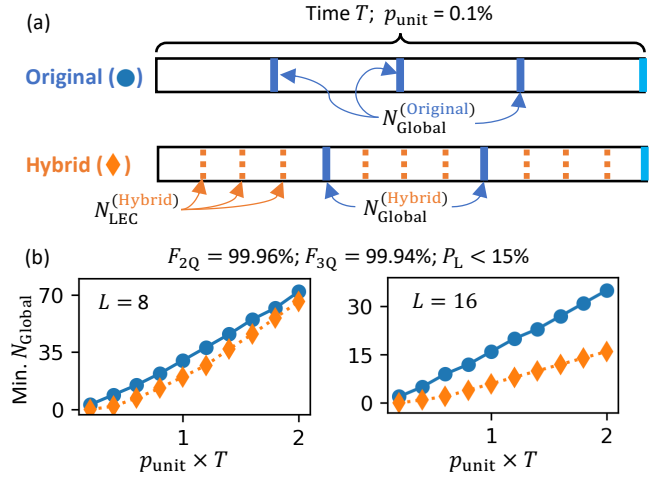 (a)
Time T; p_unit = 0.1%
Original (●)
N_Global^(Original)
Hybrid (♦)
N_LEC^(Hybrid)
N_Global^(Hybrid)
(b)
F_2Q = 99.96%; F_3Q = 99.94%; P_L < 15%
Min. N_Global
70
35
0
L = 8
1
2
p_unit × T
30
15
0
L = 16
1
2
p_unit × T